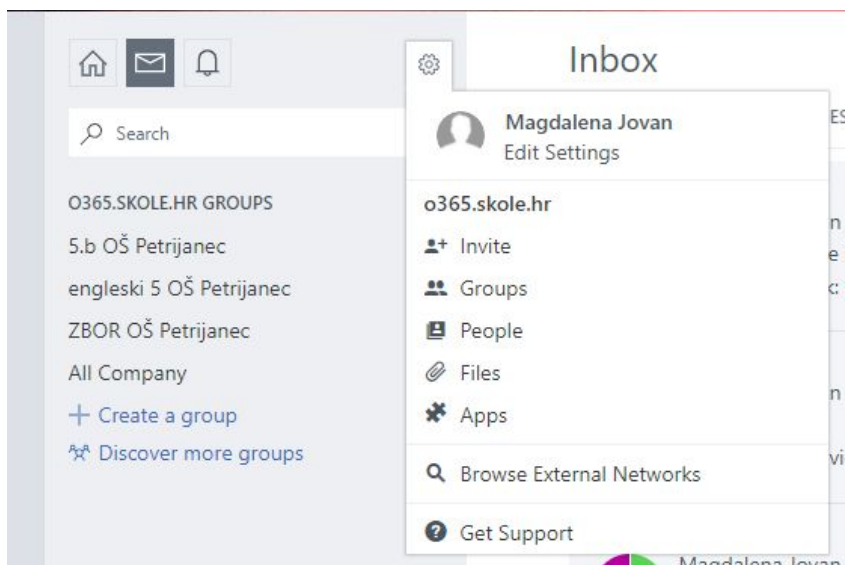 Inbox
Search
Magdalena Jovan
Edit Settings
O365.SKOLE.HR GROUPS
5.b OŠ Petrijanec
engleski 5 OŠ Petrijanec
ZBOR OŠ Petrijanec
All Company
+ Create a group
Discover more groups
o365.skole.hr
Invite
Groups
People
Files
Apps
Browse External Networks
Get Support
Magdalena Jovan